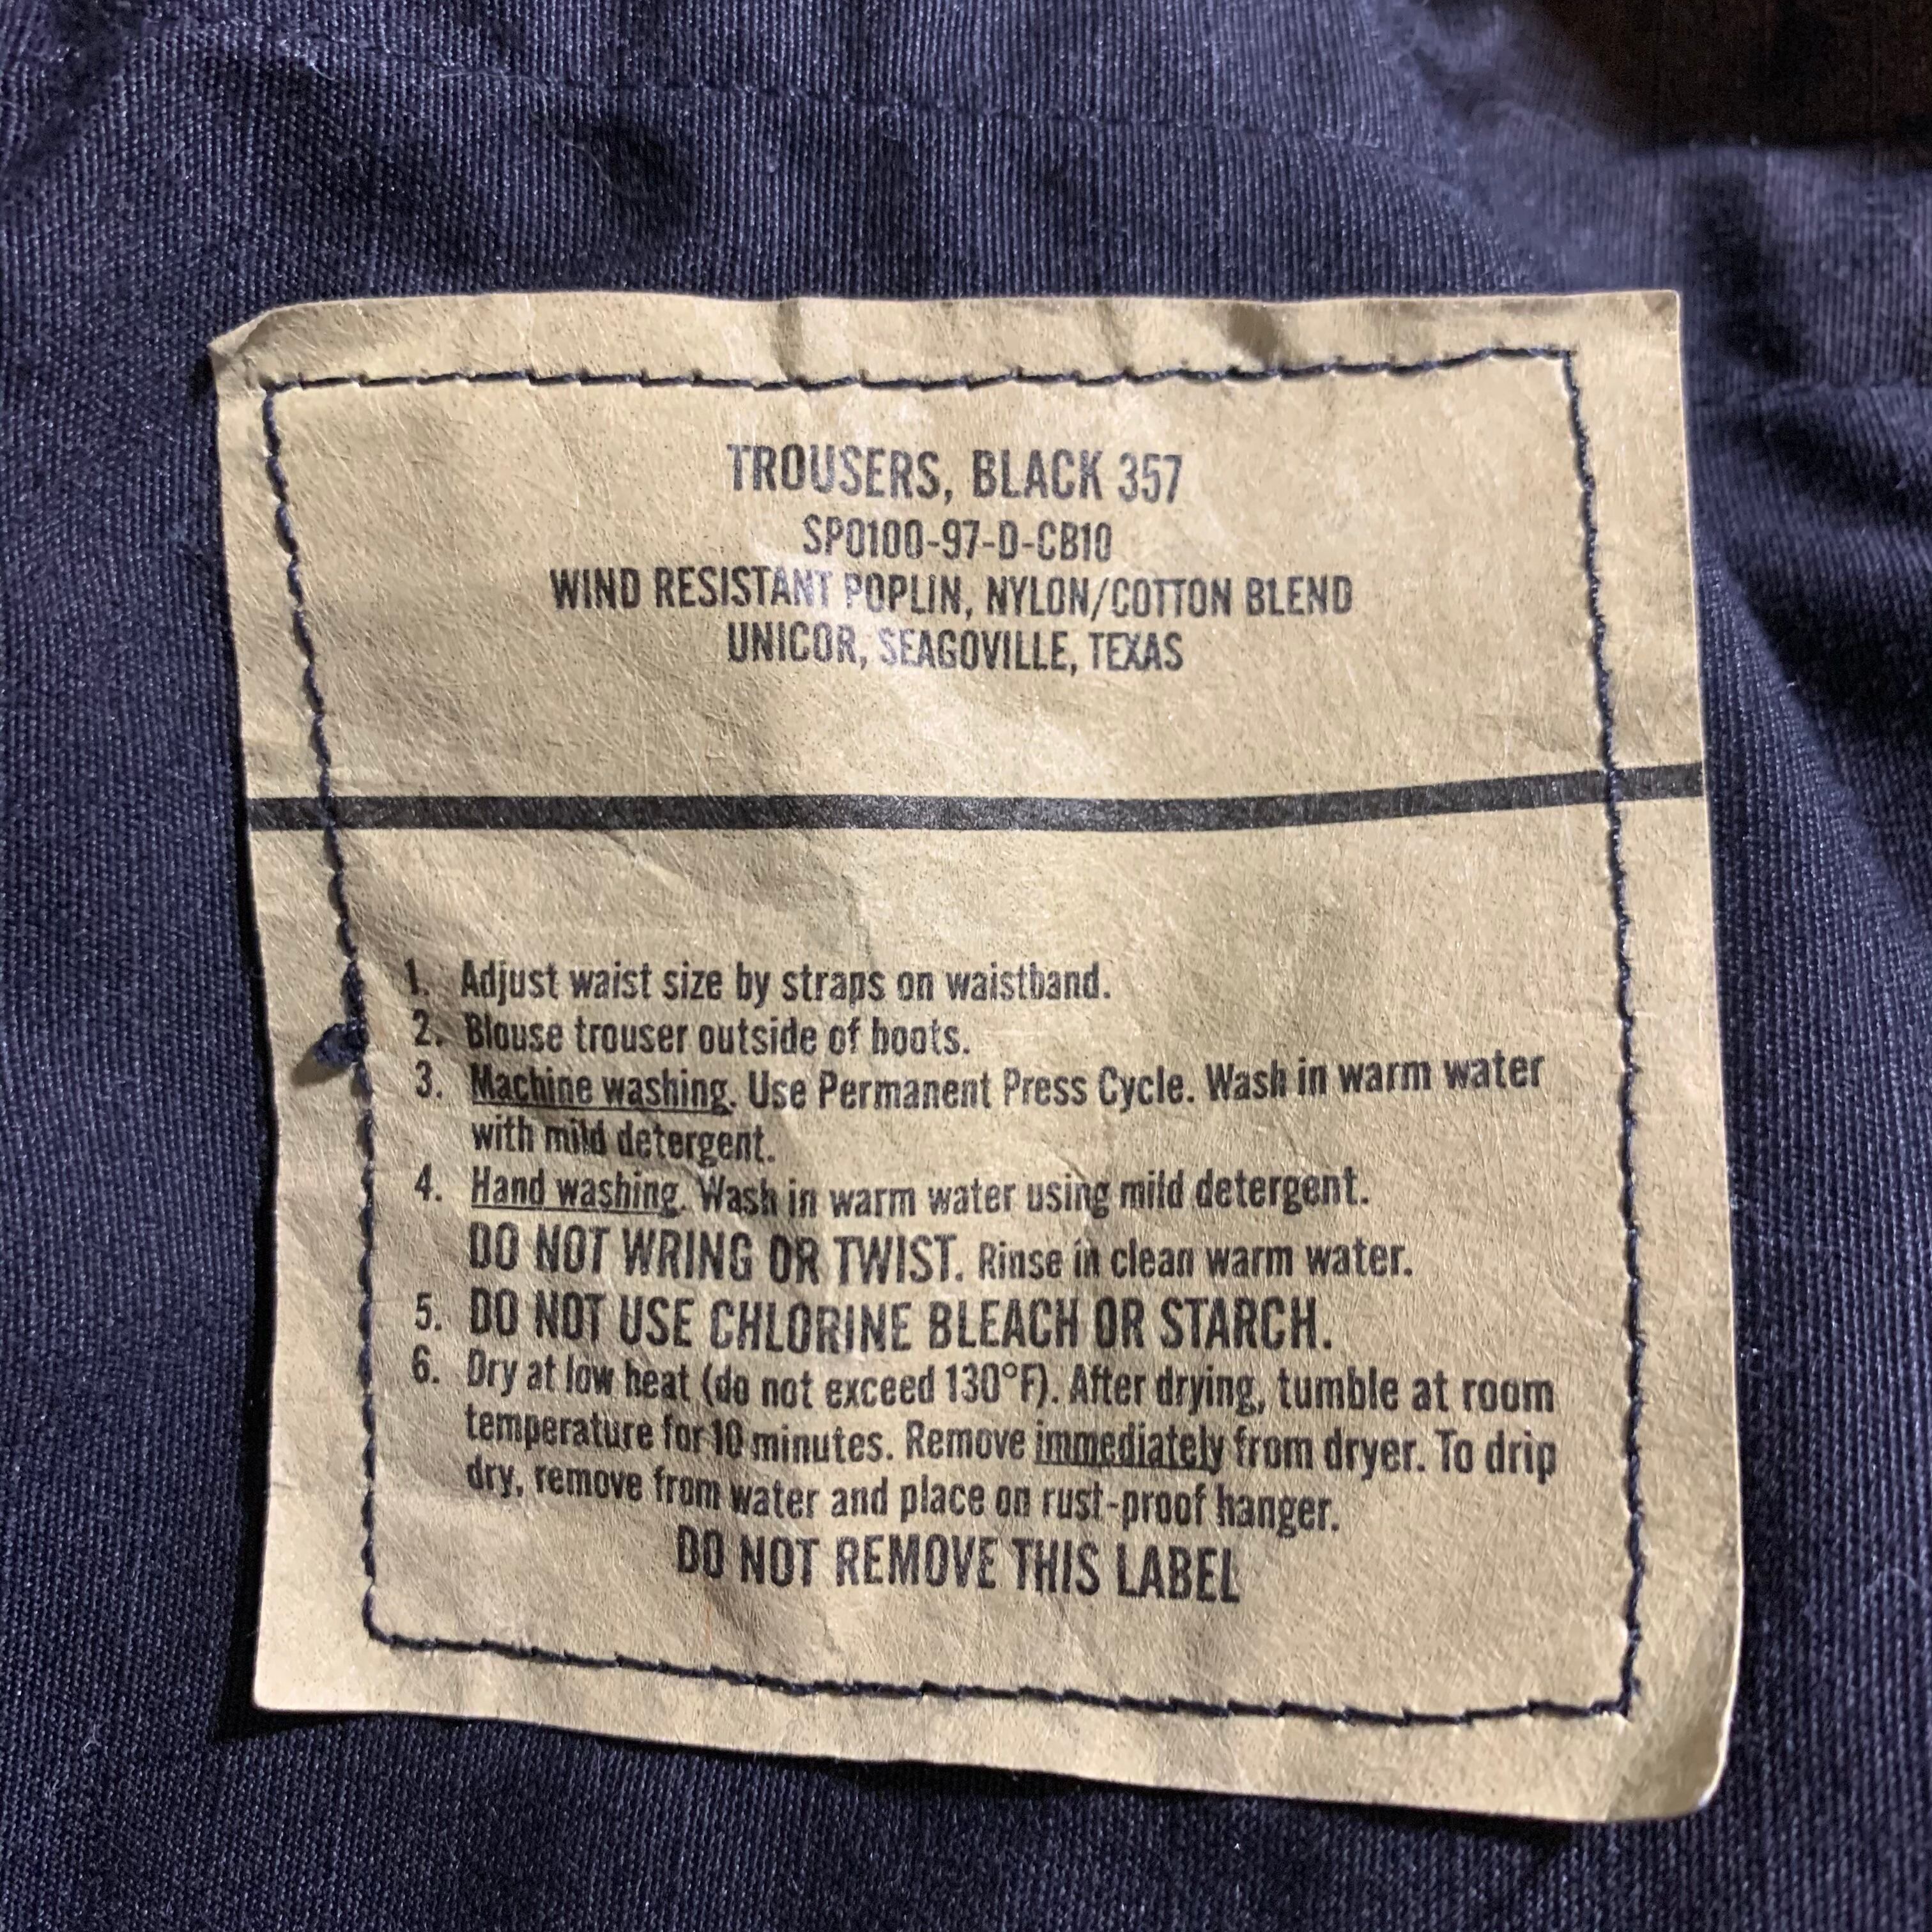 TROUSERS, BLACK 357
SPO100-97-D-CB10
WIND RESISTANT POPLIN, NYLON/COTTON BLEND
UNICOR, SEAGOVILLE, TEXAS
1. Adjust waist size by straps on waistband.
2. Blouse trouser outside of boots.
3. Machine washing. Use Permanent Press Cycle. Wash in warm water
with mild detergent.
4. Hand washing. Wash in warm water using mild detergent.
DO NOT WRING OR TWIST. Rinse in clean warm water.
5. DO NOT USE CHLORINE BLEACH OR STARCH.
6. Dry at low heat (do not exceed 130°F). After drying, tumble at room
temperature for 10 minutes. Remove immediately from dryer. To drip
dry, remove from water and place on rust-proof hanger.
DO NOT REMOVE THIS LABEL